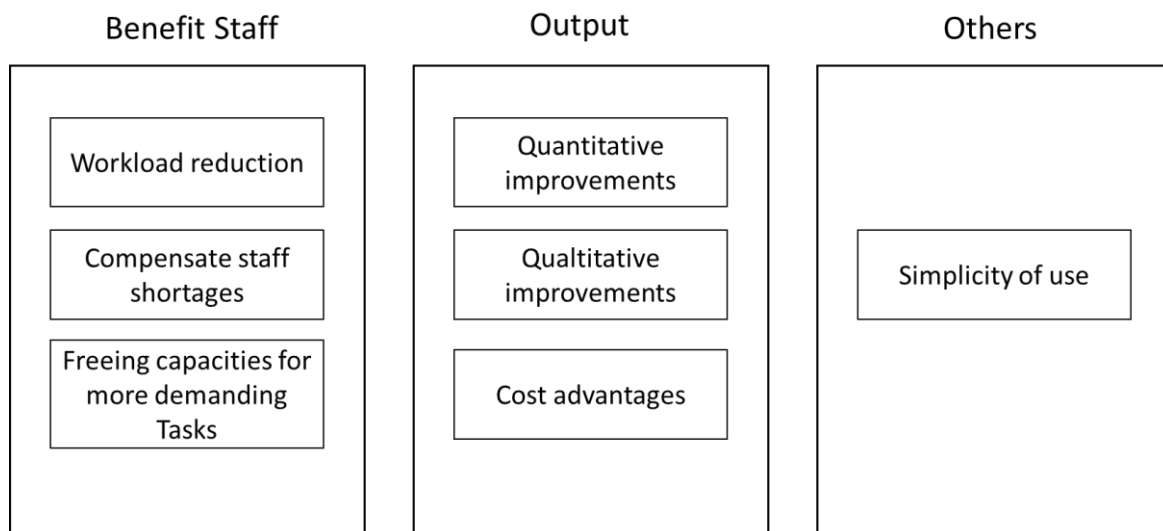 Benefit Staff
Workload reduction
Compensate staff
shortages
Freeing capacities for
more demanding
Tasks
Output
Quantitative
improvements
Qualtitative
improvements
Cost advantages
Others
Simplicity of use